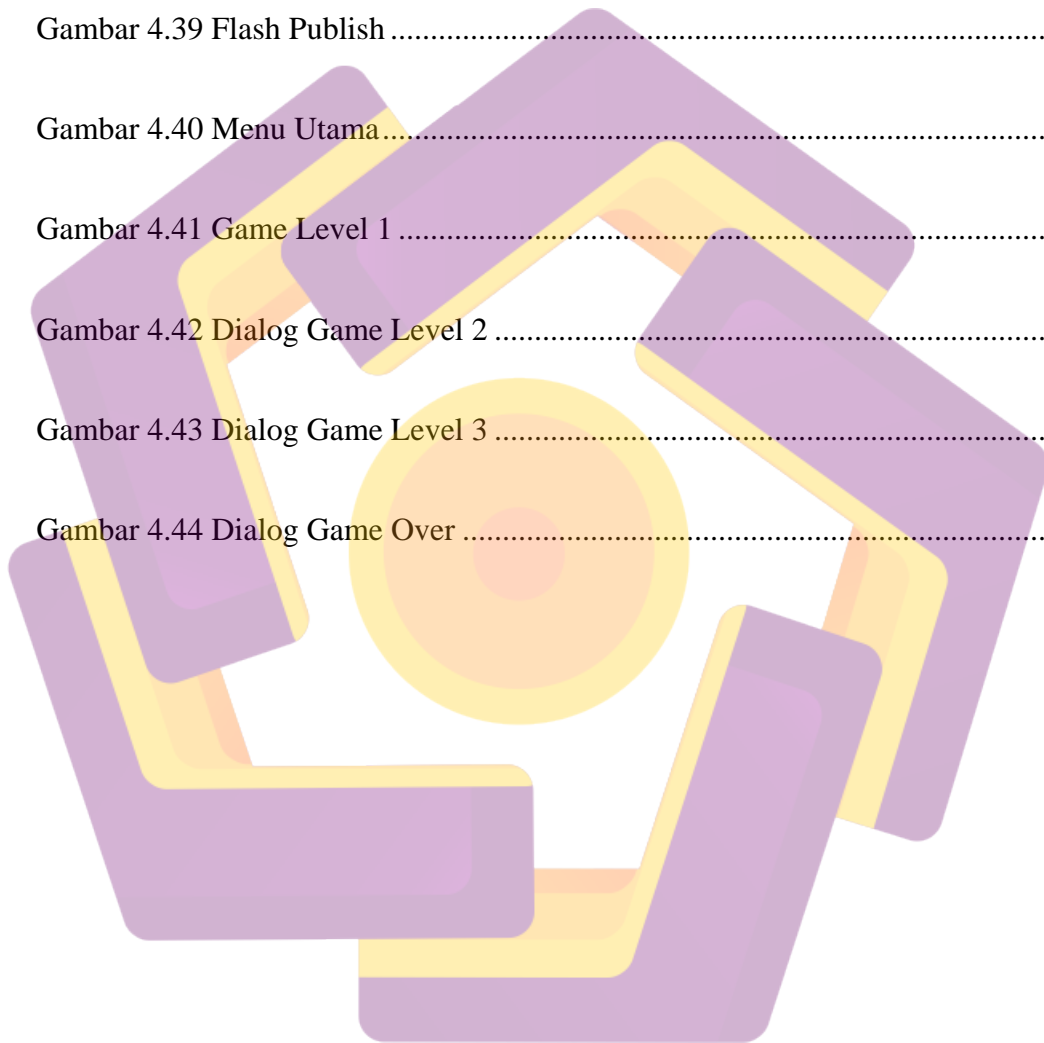 Gambar 4.39 Flash Publish ....................................................................................
Gambar 4.40 Menu Utama .....................................................................................
Gambar 4.41 Game Level 1 ...................................................................................
Gambar 4.42 Dialog Game Level 2 .......................................................................
Gambar 4.43 Dialog Game Level 3 .......................................................................
Gambar 4.44 Dialog Game Over ...........................................................................